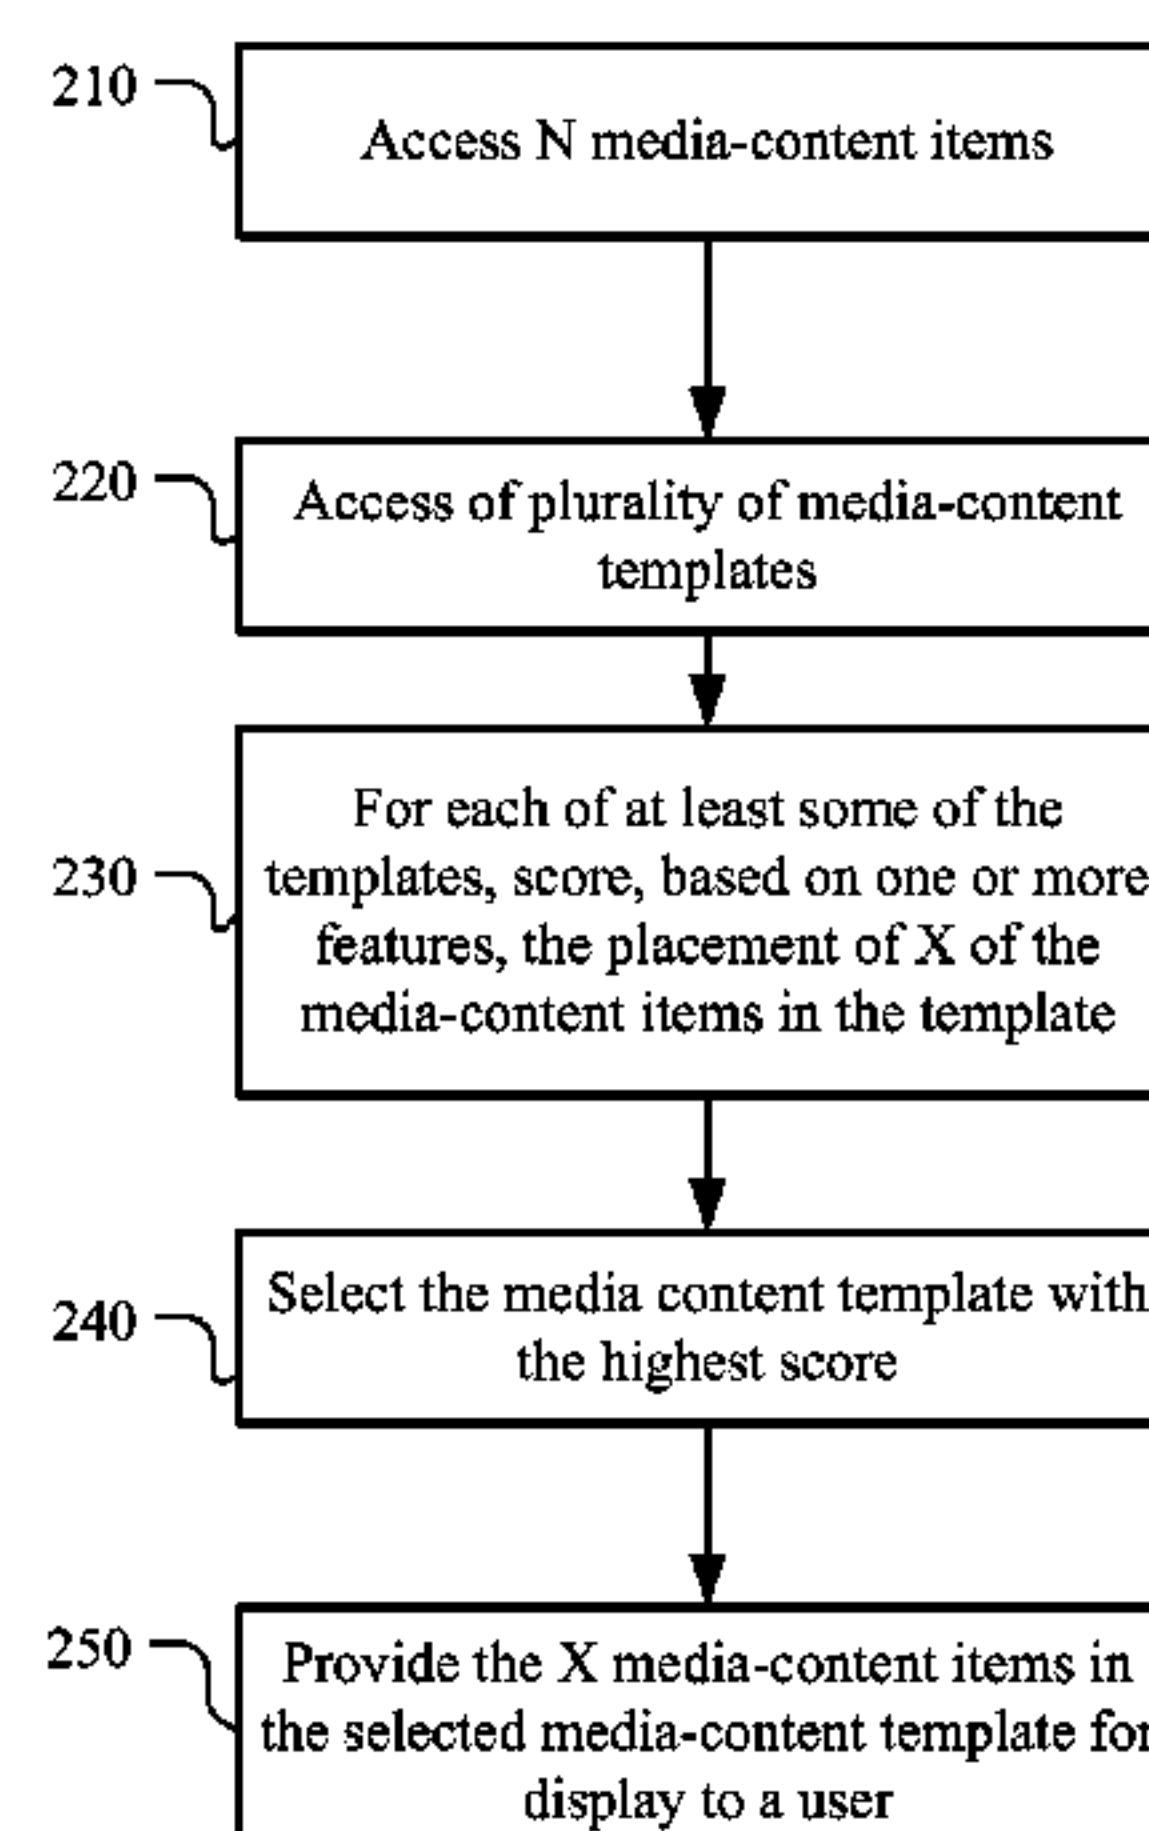 210
Access N media-content items
220
Access of plurality of media-content
templates
230
For each of at least some of the
templates, score, based on one or more
features, the placement of X of the
media-content items in the template
240
Select the media content template with
the highest score
250
Provide the X media-content items in
the selected media-content template for
display to a user